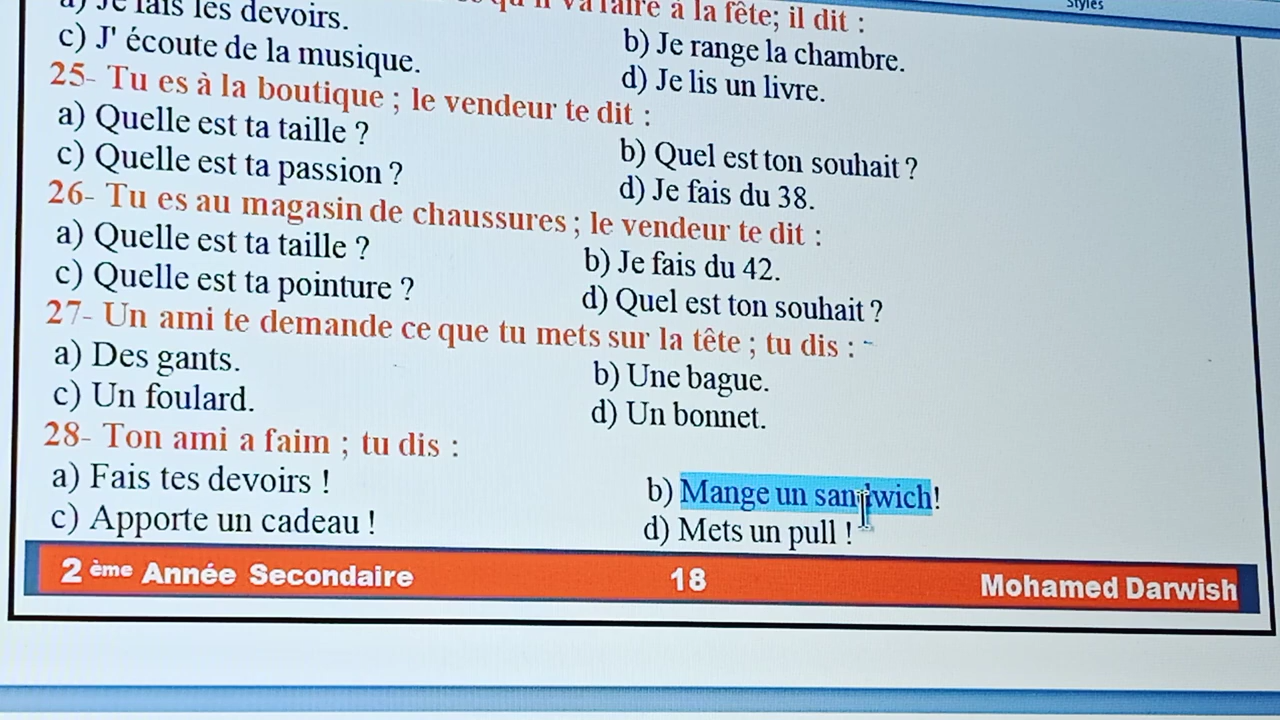 Styles
la fête; il dit :
a) Je fais les devoirs.
b) Je range la chambre.
c) J' écoute de la musique.
d) Je lis un livre.
25- Tu es à la boutique ; le vendeur te dit :
a) Quelle est ta taille ?
b) Quel est ton souhait ?
c) Quelle est ta passion ?
d) Je fais du 38.
26- Tu es au magasin de chaussures ; le vendeur te dit :
a) Quelle est ta taille ?
b) Je fais du 42.
c) Quelle est ta pointure ?
d) Quel est ton souhait ?
27- Un ami te demande ce que tu mets sur la tête ; tu dis :
a) Des gants.
b) Une bague.
c) Un foulard.
d) Un bonnet.
28- Ton ami a faim ; tu dis :
a) Fais tes devoirs !
b) Mange un sandwich!
c) Apporte un cadeau !
d) Mets un pull !
2 ème Année Secondaire 18 Mohamed Darwish